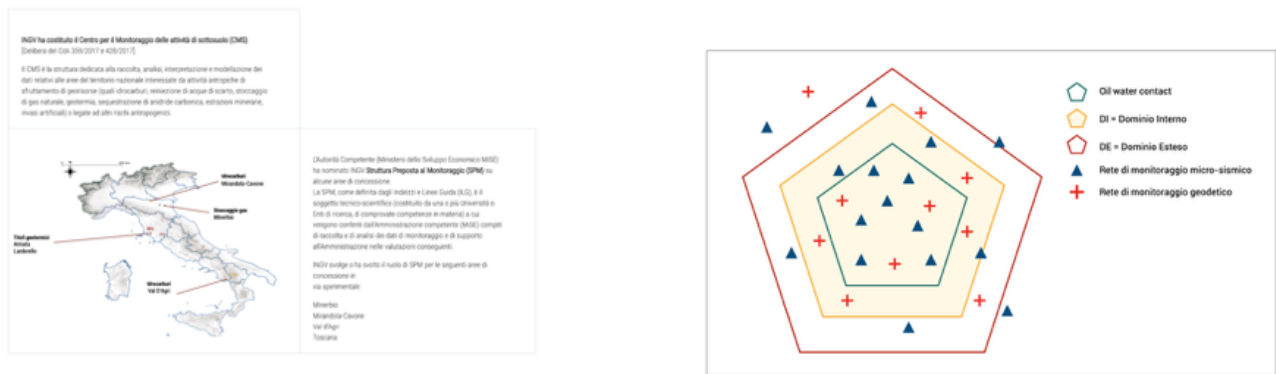 INGV ha costituito il Centro per il Monitoraggio delle attività di sottosuolo (CMS)
[Delibera del CdA 359/2017 e 428/2017]
Il CMS è la struttura dedicata alla raccolta, analisi, interpretazione e modellazione dei
dati relativi alle aree del territorio nazionale interessate da attività antropiche di
sfruttamento di georisorse (quali idrocarburi, reiniezione di acque di scarto, stoccaggio
di gas naturale, geotermia, sequestrazione di anidride carbonica, estrazioni minerarie,
invasi artificiali) o legate ad altri rischi antropogenici.
Idrocarburi
Mirandola Cavone
Stoccaggio gas
Minerbio
Titoli geotermici
Amiata
Larderello
Idrocarburi
Val D'Agri
L'Autorità Competente (Ministero dello Sviluppo Economico MiSE)
ha nominato INGV Struttura Preposta al Monitoraggio (SPM) su
alcune aree di concessione.
La SPM, come definita dagli Indirizzi e Linee Guida (ILG), è il
soggetto tecnico-scientifico (costituito da una o più Università o
Enti di ricerca, di comprovate competenze in materia) a cui
vengono conferiti dall'Amministrazione competente (MiSE) compiti
di raccolta e di analisi dei dati di monitoraggio e di supporto
all'Amministrazione nelle valutazioni conseguenti.
INGV svolge o ha svolto il ruolo di SPM per le seguenti aree di
concessione in
via sperimentale:
Minerbio
Mirandola Cavone
Val d'Agri
Toscana
Oil water contact
DI = Dominio Interno
DE = Dominio Esteso
Rete di monitoraggio micro-sismico
Rete di monitoraggio geodetico